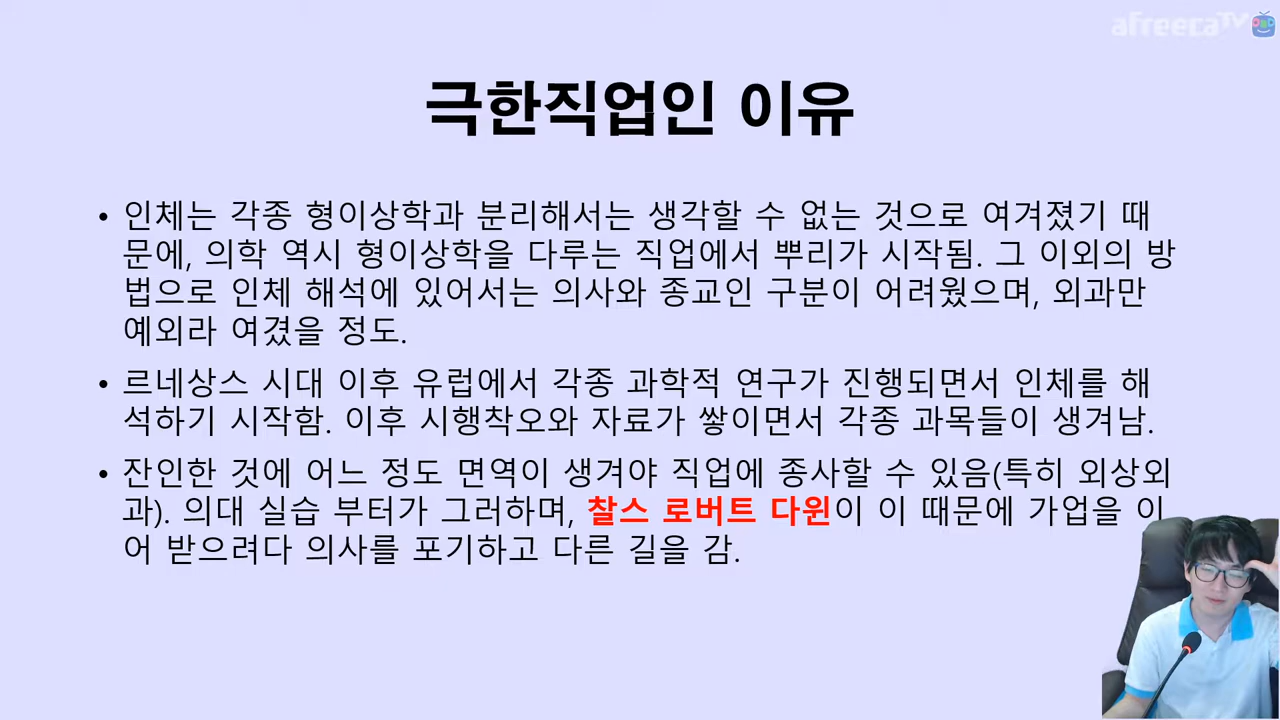 afreecaTV
극한직업인 이유
• 인체는 각종 형이상학과 분리해서는 생각할 수 없는 것으로 여겨졌기 때
문에, 의학 역시 형이상학을 다루는 직업에서 뿌리가 시작됨. 그 이외의 방
법으로 인체 해석에 있어서는 의사와 종교인 구분이 어려웠으며, 외과만
예외라 여겼을 정도.
• 르네상스 시대 이후 유럽에서 각종 과학적 연구가 진행되면서 인체를 해
석하기 시작함. 이후 시행착오와 자료가 쌓이면서 각종 과목들이 생겨남.
• 잔인한 것에 어느 정도 면역이 생겨야 직업에 종사할 수 있음(특히 외상외
과). 의대 실습 부터가 그러하며, 찰스 로버트 다윈이 이 때문에 가업을 이
어 받으려다 의사를 포기하고 다른 길을 감.